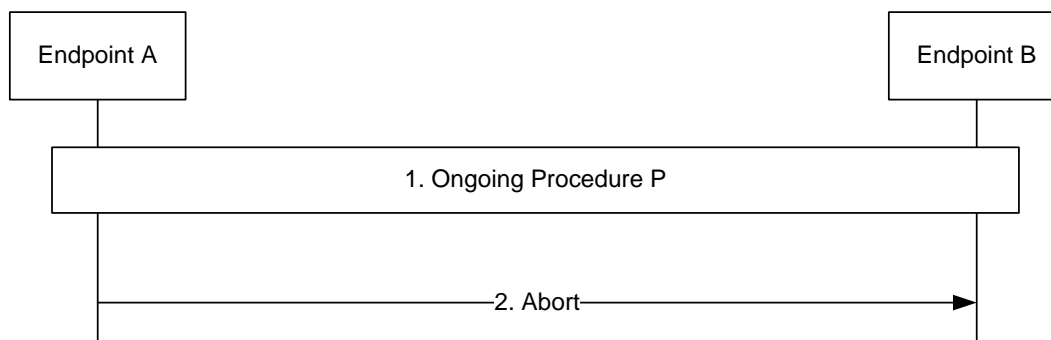 Endpoint A
Endpoint B
1. Ongoing Procedure P
2. Abort